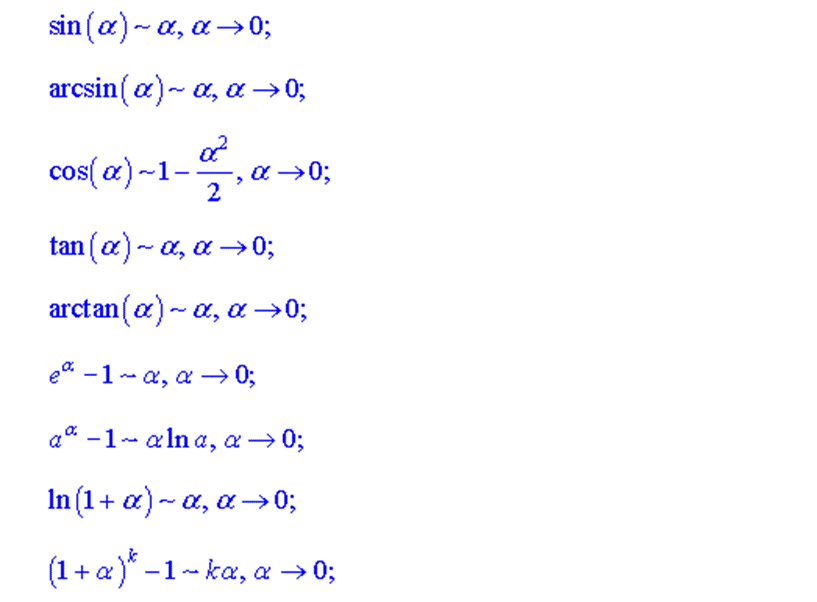 sin(α) ~ α, α → 0;
arcsin(α) ~ α, α → 0;
cos(α) ~ 1 − α²/2, α → 0;
tan(α) ~ α, α → 0;
arctan(α) ~ α, α → 0;
e^α − 1 ~ α, α → 0;
a^α − 1 ~ α ln a, α → 0;
ln(1 + α) ~ α, α → 0;
(1 + α)^k − 1 ~ kα, α → 0;